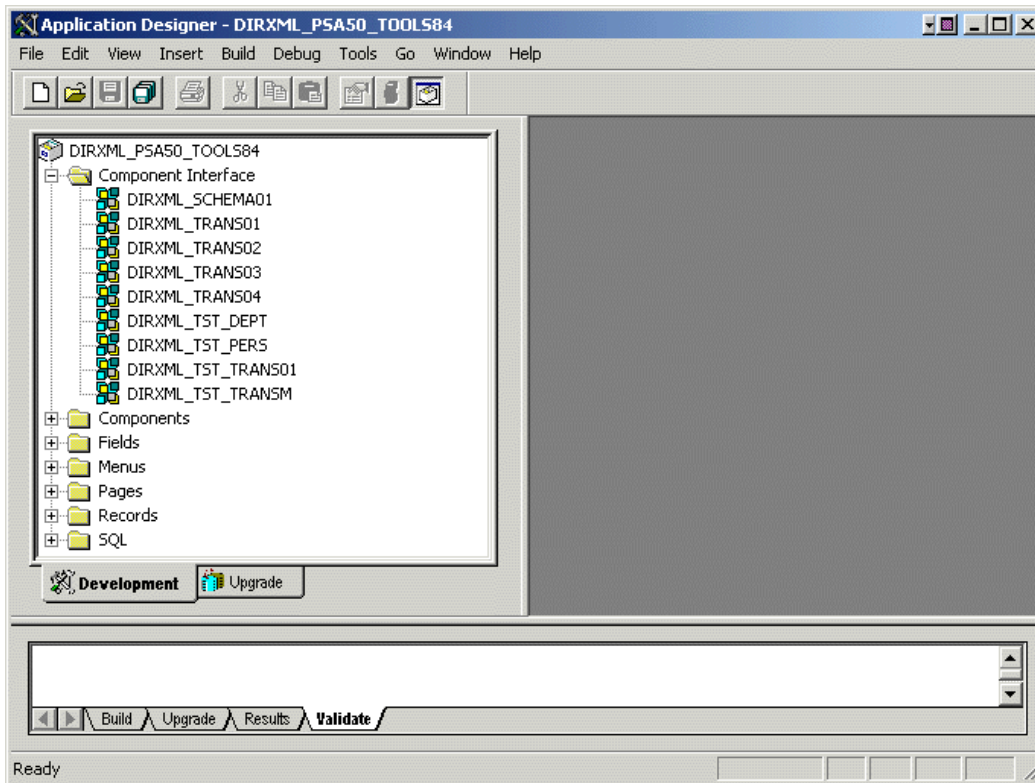 Application Designer - DIRXML_PSA50_TOOLS84
File Edit View Insert Build Debug Tools Go Window Help
DIRXML_PSA50_TOOLS84
Component Interface
DIRXML_SCHEMA01
DIRXML_TRANS01
DIRXML_TRANS02
DIRXML_TRANS03
DIRXML_TRANS04
DIRXML_TST_DEPT
DIRXML_TST_PERS
DIRXML_TST_TRANS01
DIRXML_TST_TRANSM
Components
Fields
Menus
Pages
Records
SQL
Development Upgrade
Build Upgrade Results Validate
Ready